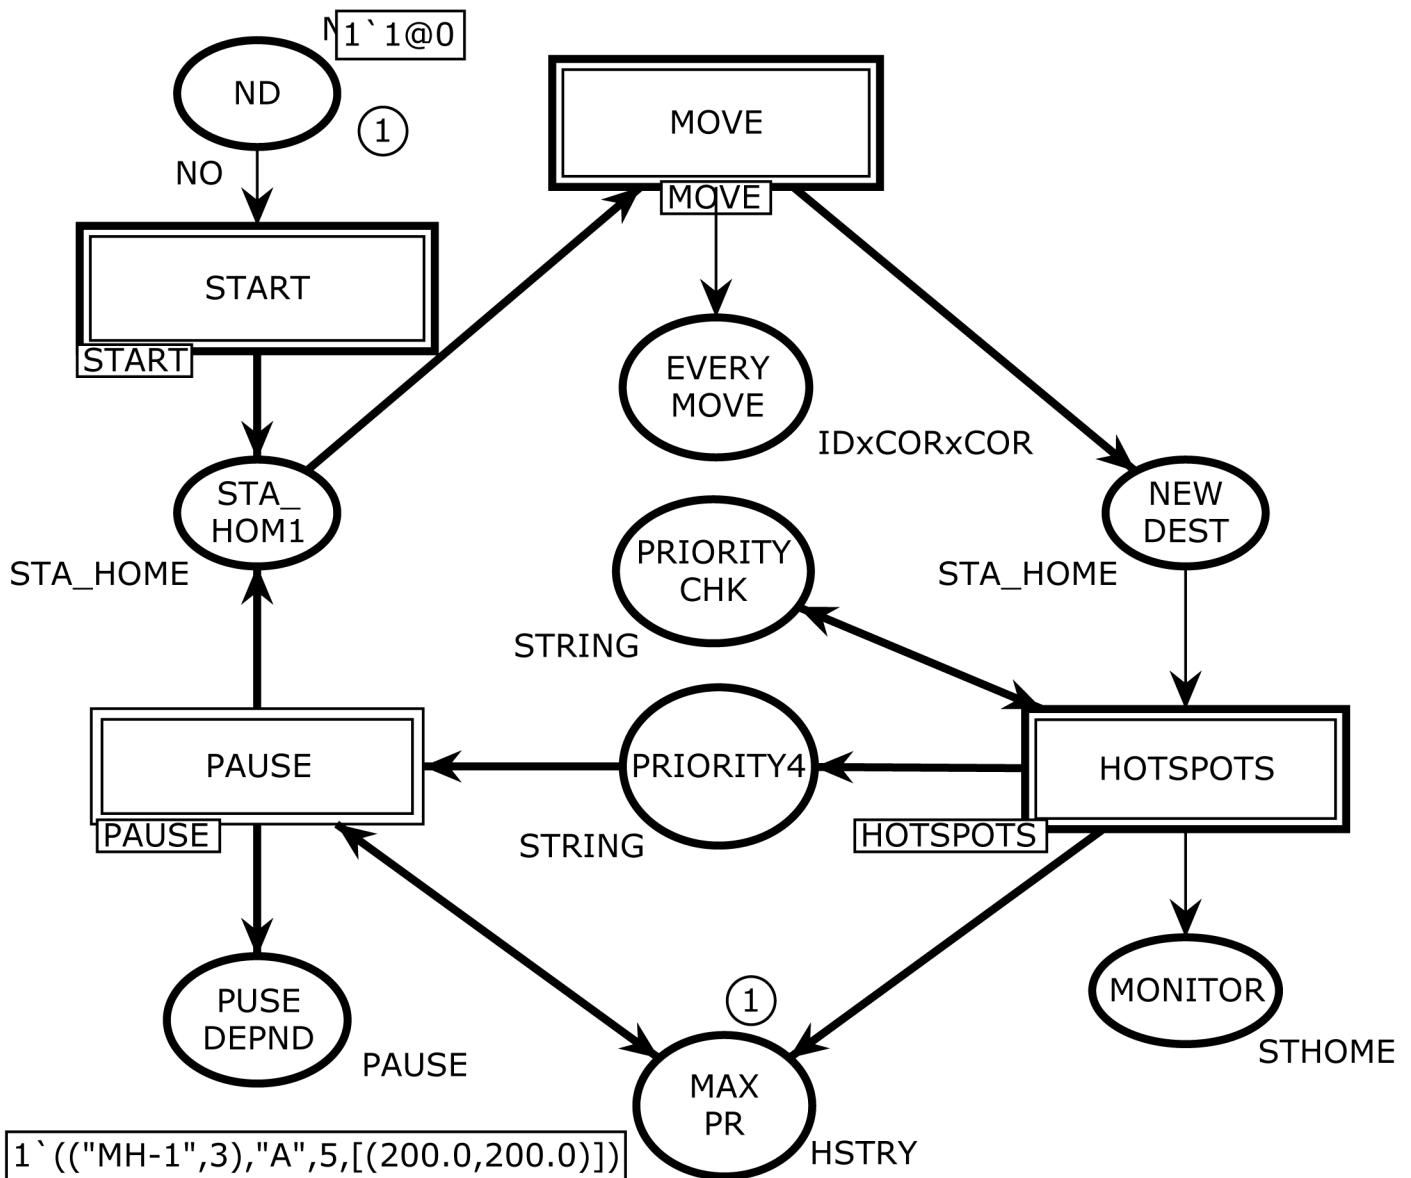 1`1@0
ND
1
NO
MOVE
MOVE
START
START
EVERY
MOVE
IDxCORxCOR
STA_
HOM1
STA_HOME
NEW
DEST
STA_HOME
PRIORITY
CHK
STRING
PAUSE
PAUSE
PRIORITY4
STRING
HOTSPOTS
HOTSPOTS
PUSE
DEPND
PAUSE
1
MAX
PR
HSTRY
MONITOR
STHOME
1`(("MH-1",3),"A",5,[(200.0,200.0)])